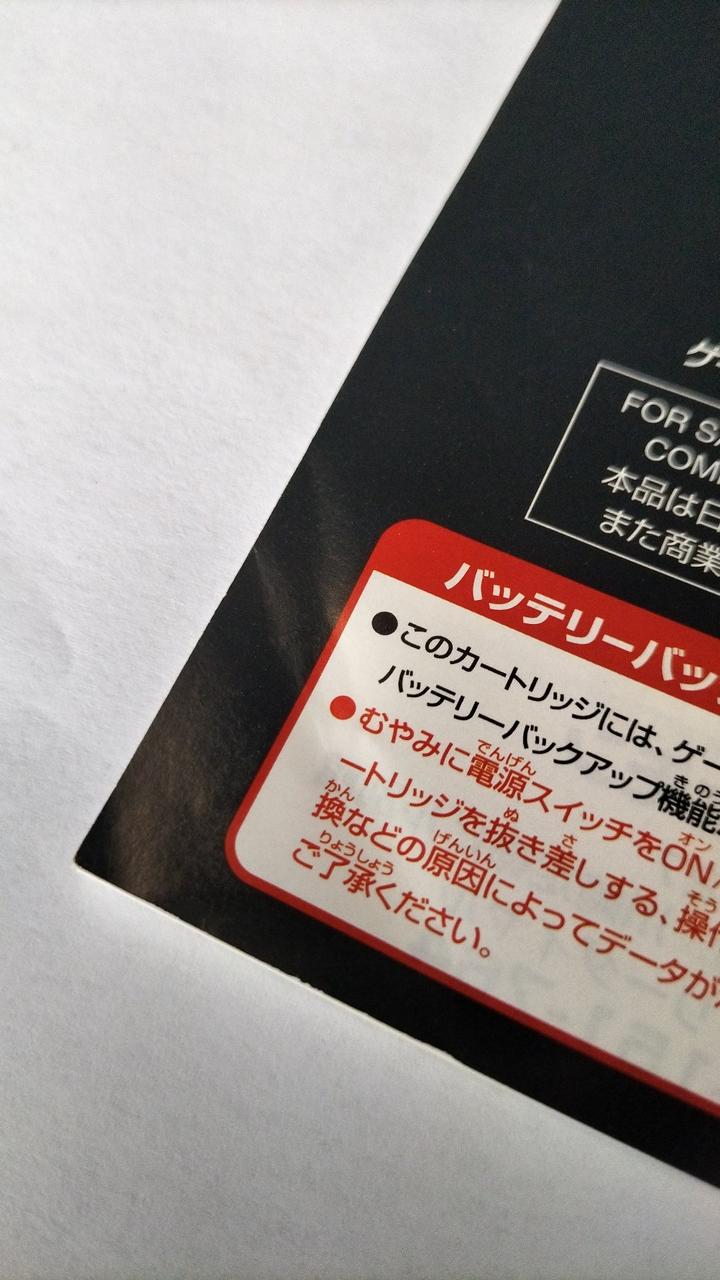 ゲ
FOR S
COM
本品は日
また商業
バッテリーバッ
●このカートリッジには、ゲー
バッテリーバックアップ機能
●むやみに電源スイッチをON
ートリッジを抜き差しする、操作
換などの原因によってデータが
ご了承ください。